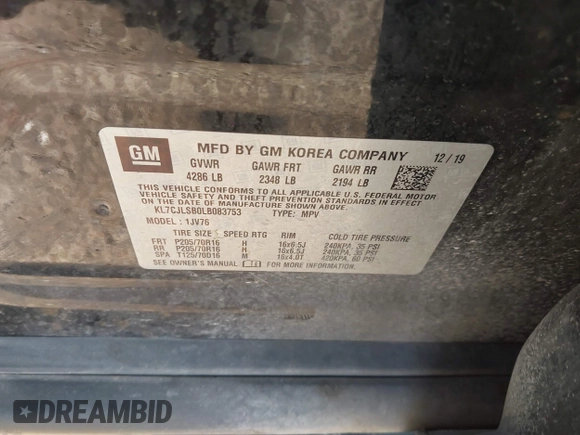 GM
MFD BY GM KOREA COMPANY 12/19
GVWR GAWR FRT GAWR RR
4286 LB 2348 LB 2194 LB
THIS VEHICLE CONFORMS TO ALL APPLICABLE U.S. FEDERAL MOTOR
VEHICLE SAFETY AND THEFT PREVENTION STANDARDS IN EFFECT ON
THE DATE OF MANUFACTURE SHOWN ABOVE.
KL7CJLSB0LB083753 TYPE: MPV
MODEL: 1JV76
TIRE SIZE SPEED RTG RIM COLD TIRE PRESSURE
FRT P205/70R16 H 16x6.5J 240KPA, 35 PSI
RR P205/70R16 H 16x6.5J 240KPA, 35 PSI
SPA T125/70D16 M 16x4.0T 420KPA, 60 PSI
SEE OWNER'S MANUAL FOR MORE INFORMATION.
DREAMBID